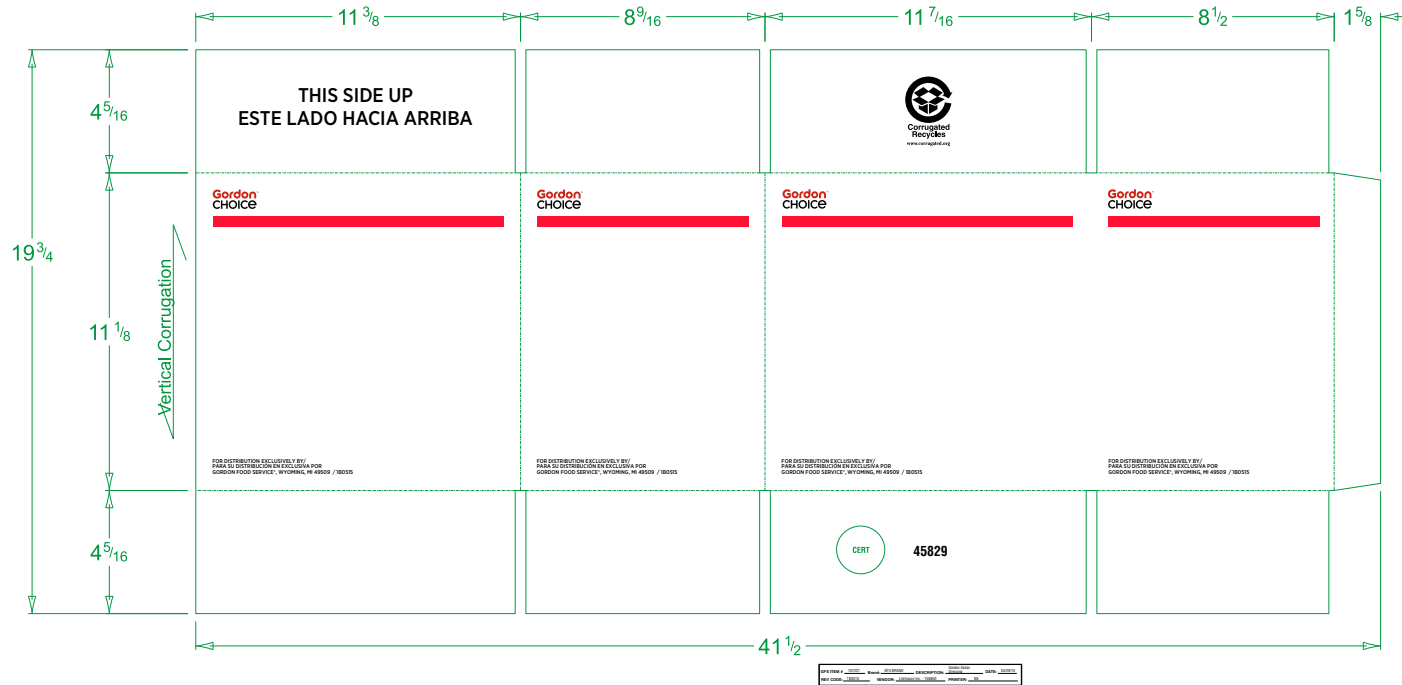 11 3/8 8 9/16 11 7/16 8 1/2 1 5/8
4 5/16
THIS SIDE UP
ESTE LADO HACIA ARRIBA
Corrugated
Recycles
www.corrugated.org
19 3/4
11 1/8
Vertical Corrugation
Gordon
CHOICE
Gordon
CHOICE
Gordon
CHOICE
Gordon
CHOICE
FOR DISTRIBUTION EXCLUSIVELY BY/
PARA SU DISTRIBUCIÓN EN EXCLUSIVA POR
GORDON FOOD SERVICE®, WYOMING, MI 49509 / 180515
FOR DISTRIBUTION EXCLUSIVELY BY/
PARA SU DISTRIBUCIÓN EN EXCLUSIVA POR
GORDON FOOD SERVICE®, WYOMING, MI 49509 / 180515
FOR DISTRIBUTION EXCLUSIVELY BY/
PARA SU DISTRIBUCIÓN EN EXCLUSIVA POR
GORDON FOOD SERVICE®, WYOMING, MI 49509 / 180515
FOR DISTRIBUTION EXCLUSIVELY BY/
PARA SU DISTRIBUCIÓN EN EXCLUSIVA POR
GORDON FOOD SERVICE®, WYOMING, MI 49509 / 180515
4 5/16
CERT 45829
41 1/2
GFS ITEM # Brand: DESCRIPTION: DATE:
REV CODE: 180515 VENDOR: PRINTER: NA